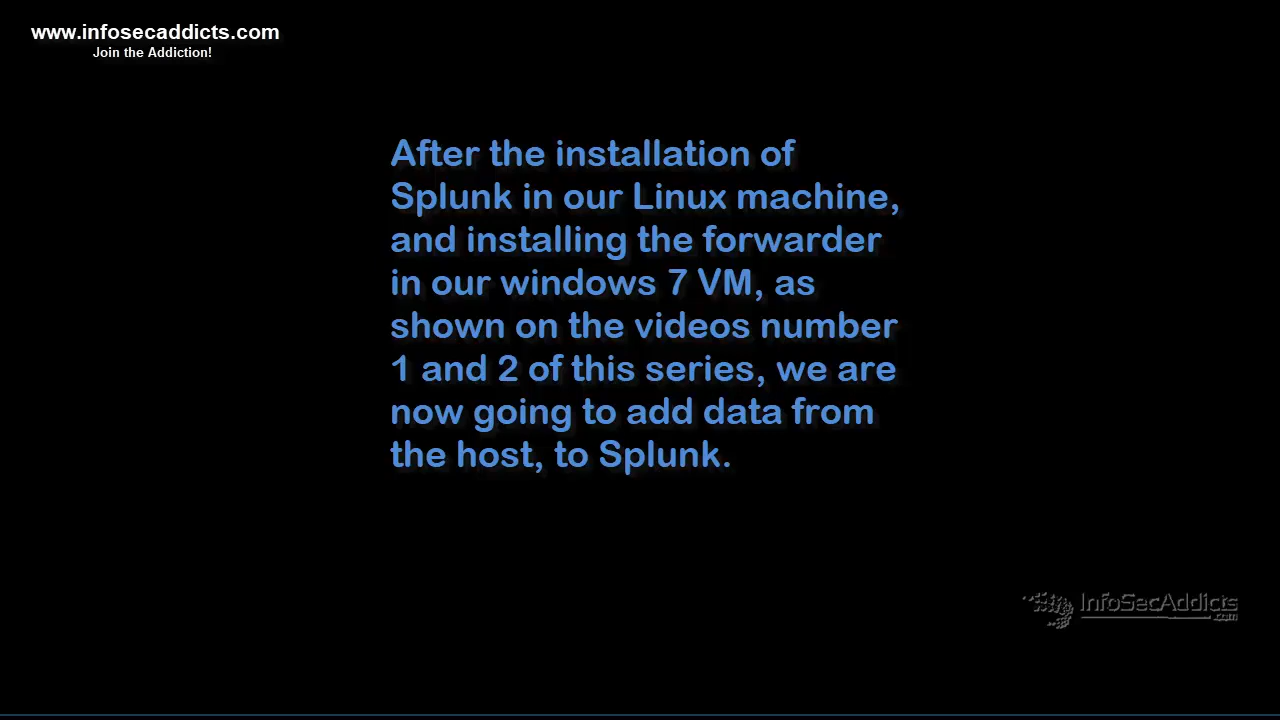 www.infosecaddicts.com
Join the Addiction!
After the installation of
Splunk in our Linux machine,
and installing the forwarder
in our windows 7 VM, as
shown on the videos number
1 and 2 of this series, we are
now going to add data from
the host, to Splunk.
InfoSecAddicts
.com